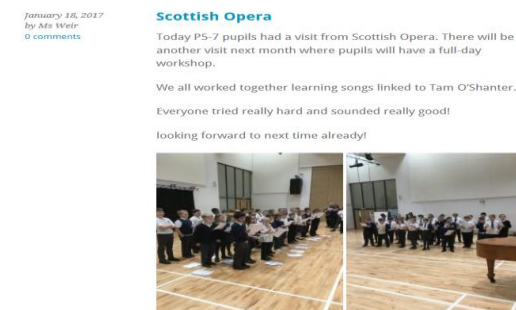 January 18, 2017
by Ms Weir
0 comments
Scottish Opera
Today P5-7 pupils had a visit from Scottish Opera. There will be
another visit next month where pupils will have a full-day
workshop.
We all worked together learning songs linked to Tam O'Shanter.
Everyone tried really hard and sounded really good!
looking forward to next time already!